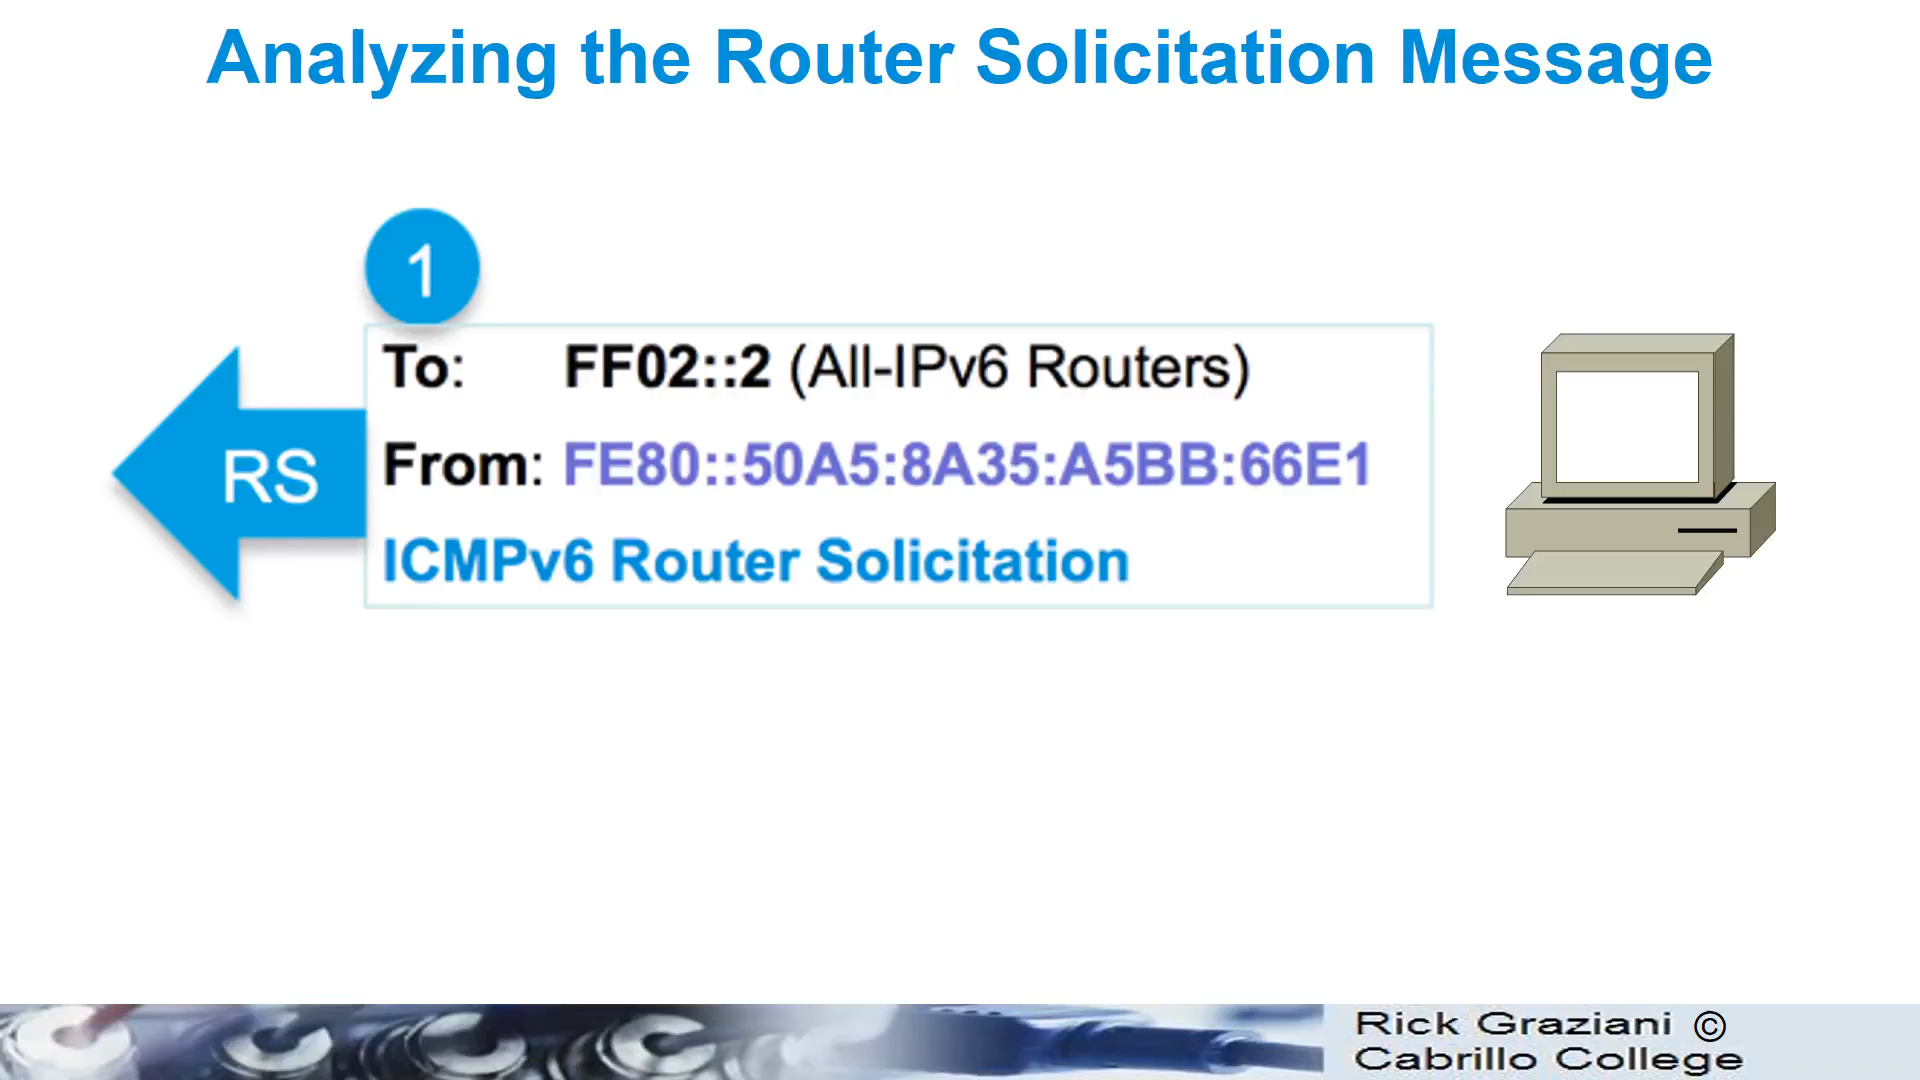 Analyzing the Router Solicitation Message
1
To: FF02::2 (All-IPv6 Routers)
RS
From: FE80::50A5:8A35:A5BB:66E1
ICMPv6 Router Solicitation
Rick Graziani ©
Cabrillo College